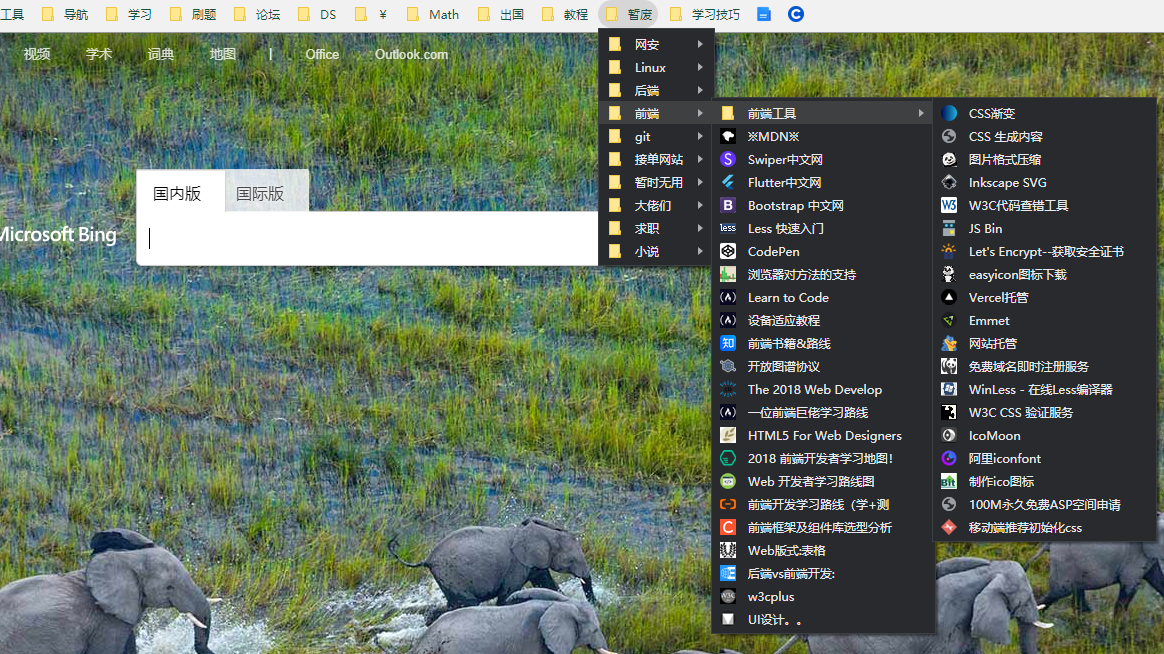 工具 导航 学习 刷题 论坛 DS ¥ Math 出国 教程 暂废 学习技巧
视频 学术 词典 地图 | Office Outlook.com
国内版 国际版
Microsoft Bing
网安
Linux
后端
前端
git
接单网站
暂时无用
大佬们
求职
小说
前端工具
※MDN※
Swiper中文网
Flutter中文网
Bootstrap 中文网
Less 快速入门
CodePen
浏览器对方法的支持
Learn to Code
设备适应教程
前端书籍&路线
开放图谱协议
The 2018 Web Develop
一位前端巨佬学习路线
HTML5 For Web Designers
2018 前端开发者学习地图!
Web 开发者学习路线图
前端开发学习路线（学+测
前端框架及组件库选型分析
Web版式:表格
后端vs前端开发:
w3cplus
UI设计。。
CSS渐变
CSS 生成内容
图片格式压缩
Inkscape SVG
W3C代码查错工具
JS Bin
Let's Encrypt--获取安全证书
easyicon图标下载
Vercel托管
Emmet
网站托管
免费域名即时注册服务
WinLess - 在线Less编译器
W3C CSS 验证服务
IcoMoon
阿里iconfont
制作ico图标
100M永久免费ASP空间申请
移动端推荐初始化css